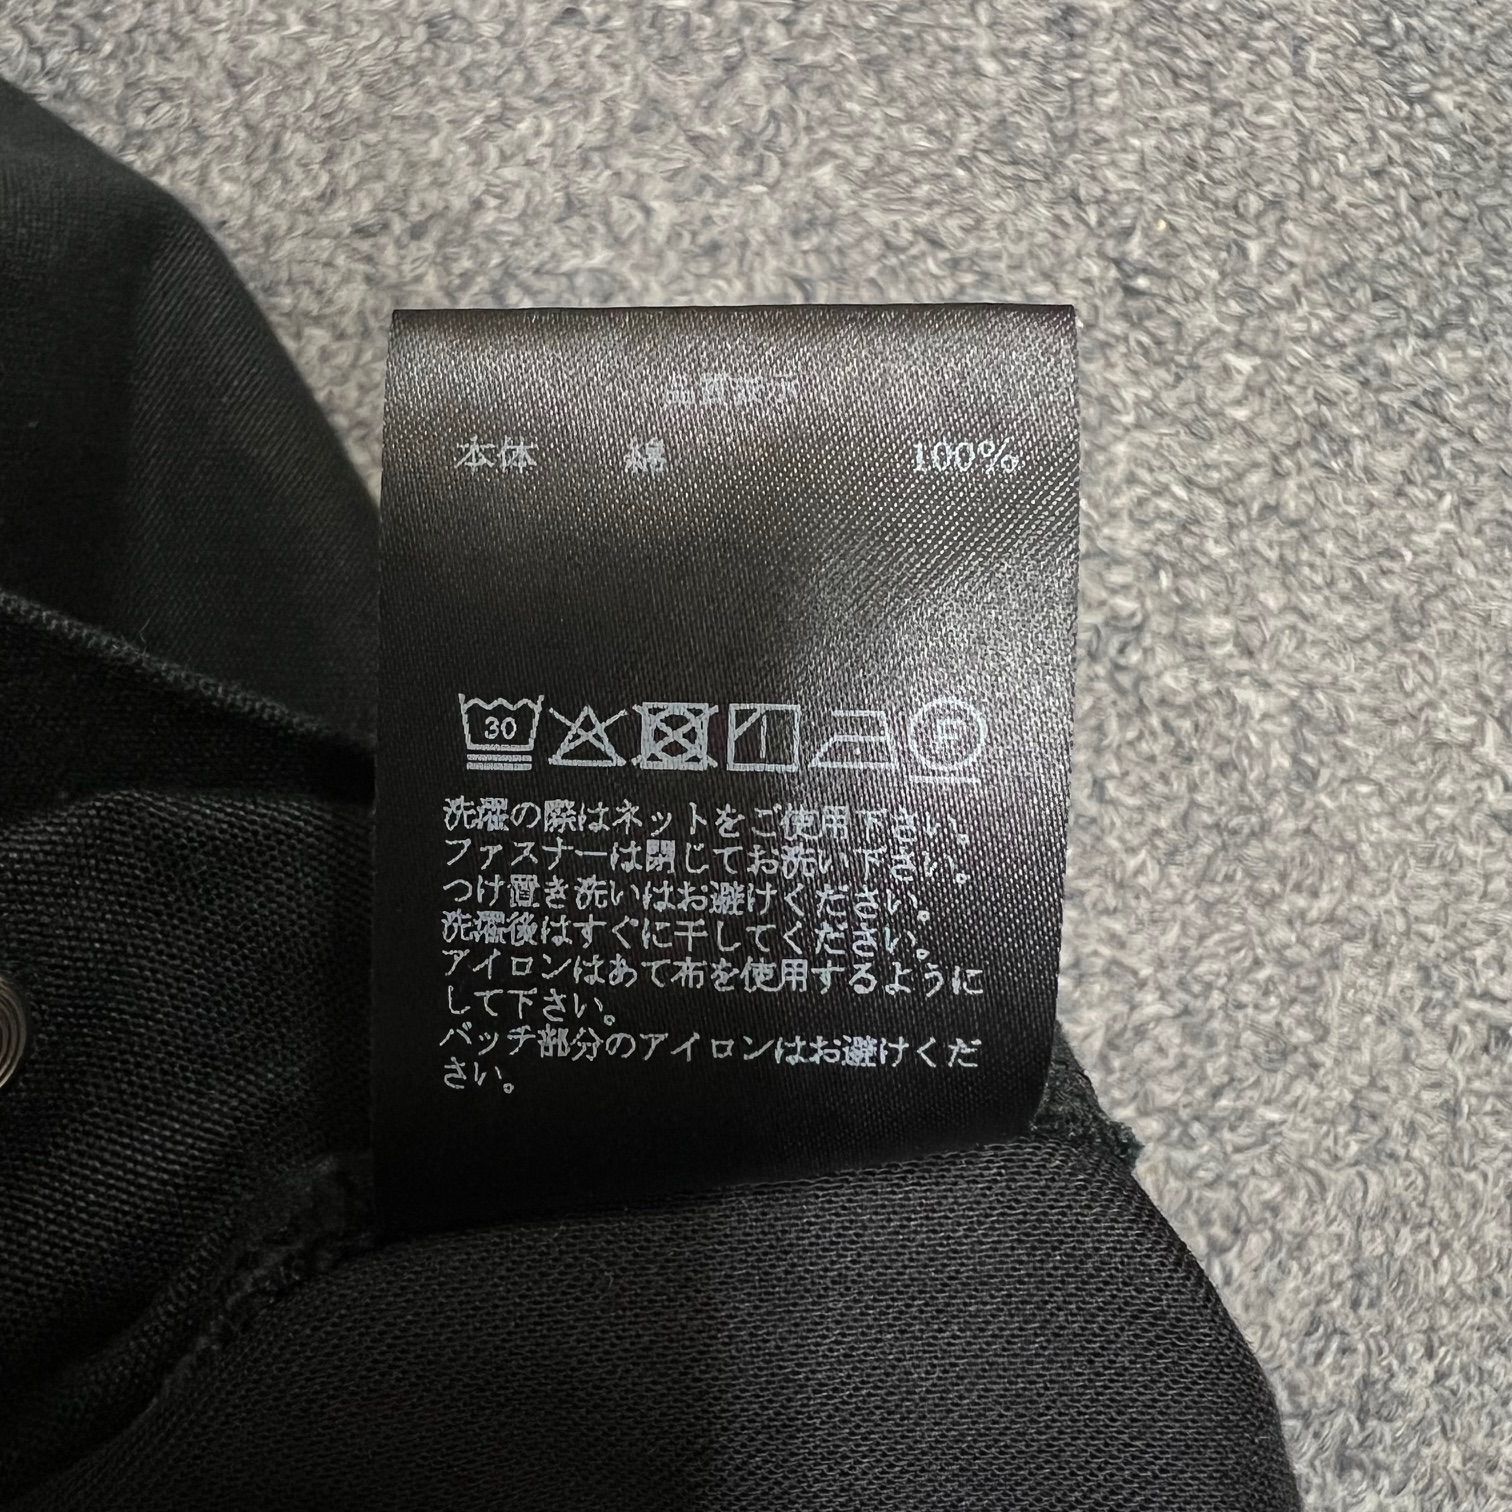 品質表示
本体 綿 100%
30 P
洗濯の際はネットをご使用下さい。
ファスナーは閉じてお洗い下さい。
つけ置き洗いはお避けください。
洗濯後はすぐに干してください。
アイロンはあて布を使用するように
して下さい。
パッチ部分のアイロンはお避けくだ
さい。